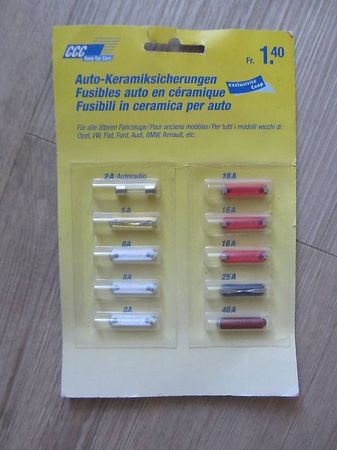 CCC
Coop Car Care
Fr. 1.40
Auto-Keramiksicherungen
Fusibles auto en céramique
Fusibili in ceramica per auto
Exclusivité Coop
Für alle älteren Fahrzeuge/Pour anciens modèles/Per tutti i modelli vecchi di:
Opel, VW, Fiat, Ford, Audi, BMW, Renault, etc.
2A Autoradio
5A
8A
8A
8A
16A
16A
16A
25A
40A